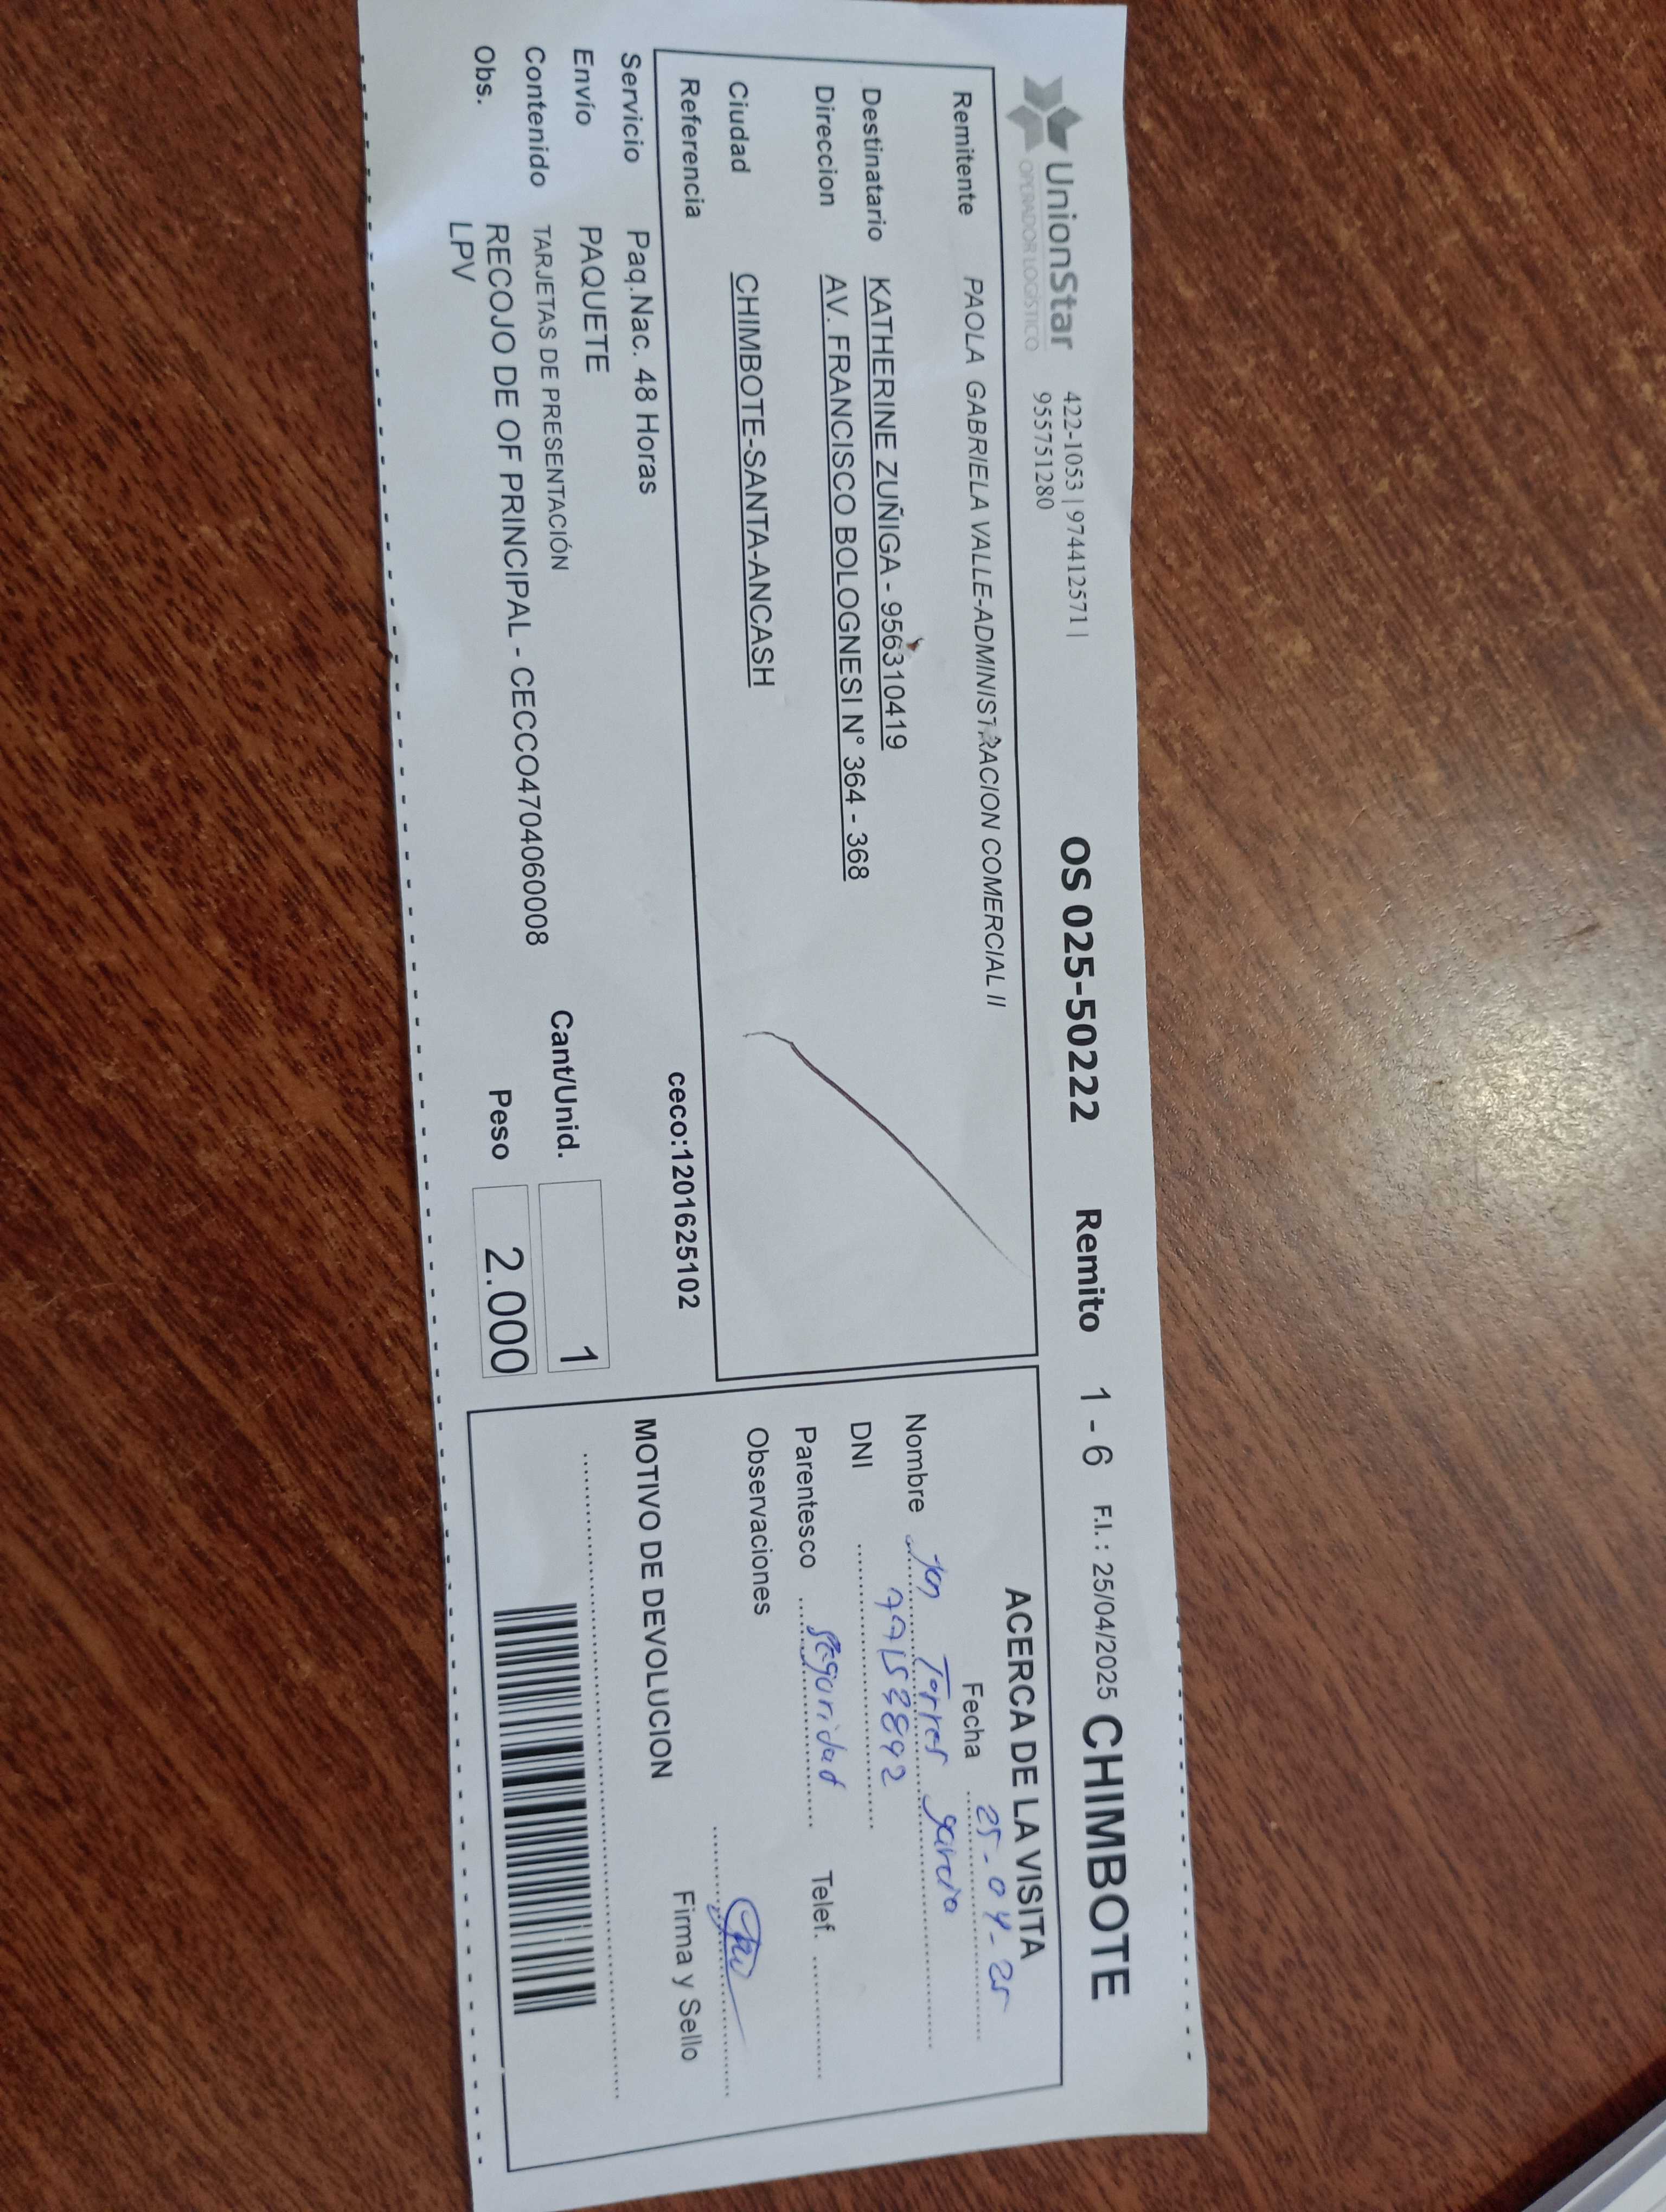 UnionStar
OPERADOR LOGÍSTICO
422-1053 | 974412571 |
955751280
OS 025-50222 Remito 1 - 6 F.I. : 25/04/2025 CHIMBOTE
Remitente PAOLA GABRIELA VALLE-ADMINISTRACION COMERCIAL II
Destinatario KATHERINE ZUÑIGA - 956310419
Direccion AV. FRANCISCO BOLOGNESI N° 364 - 368
Ciudad CHIMBOTE-SANTA-ANCASH
Referencia
ceco:1201625102
Servicio Paq.Nac. 48 Horas
Envío PAQUETE
Contenido TARJETAS DE PRESENTACIÓN
Obs. RECOJO DE OF PRINCIPAL - CECCO4704060008
LPV
Cant/Unid. 1
Peso 2.000
ACERCA DE LA VISITA
Fecha 25-04-25
Nombre Torres Garcia
DNI
Parentesco Seguridad Telef.
Observaciones
Firma y Sello
MOTIVO DE DEVOLUCION